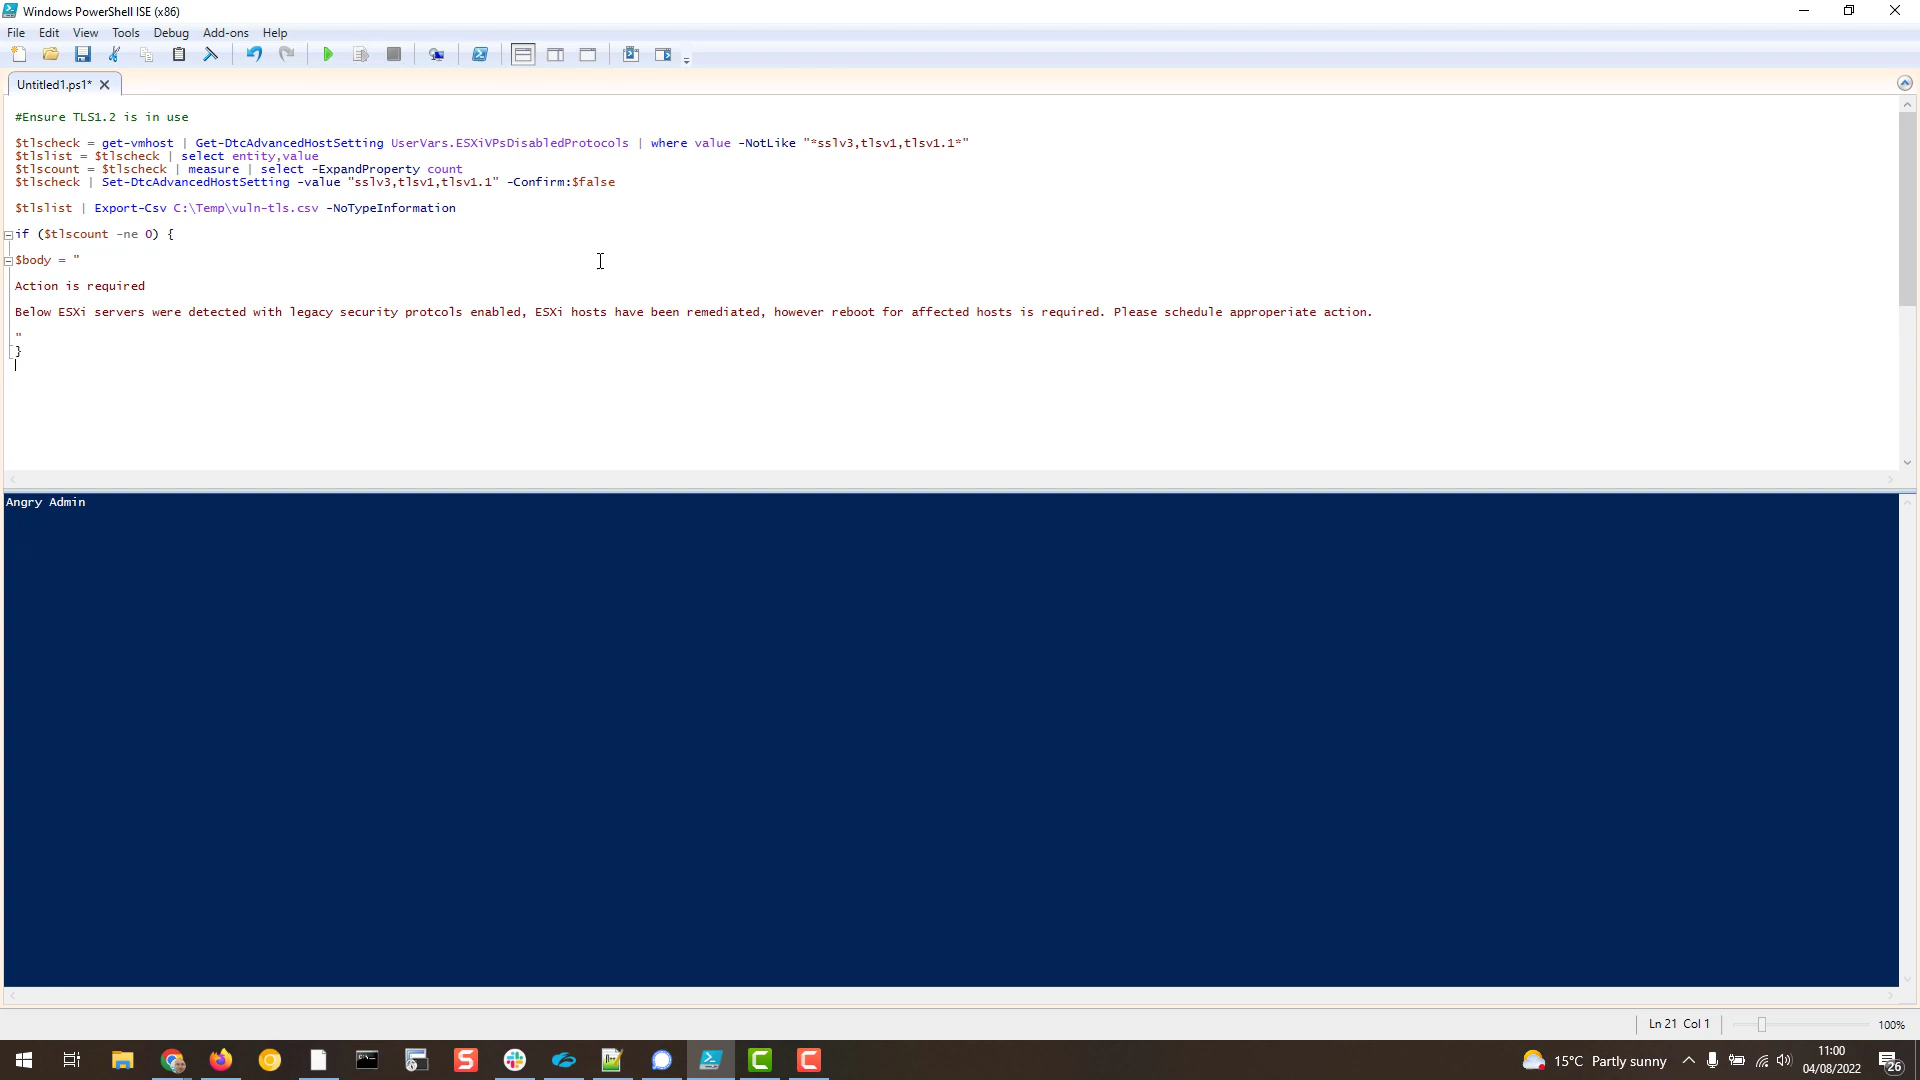 Windows PowerShell ISE (x86)
File Edit View Tools Debug Add-ons Help
Untitled1.ps1*
#Ensure TLS1.2 is in use
$tlscheck = get-vmhost | Get-DtcAdvancedHostSetting UserVars.ESXiVPsDisabledProtocols | where value -NotLike "*sslv3,tlsv1,tlsv1.1*"
$tlslist = $tlscheck | select entity,value
$tlscount = $tlscheck | measure | select -ExpandProperty count
$tlscheck | Set-DtcAdvancedHostSetting -value "sslv3,tlsv1,tlsv1.1" -Confirm:$false
$tlslist | Export-Csv C:\Temp\vuln-tls.csv -NoTypeInformation
if ($tlscount -ne 0) {
$body = "
Action is required
Below ESXi servers were detected with legacy security protcols enabled, ESXi hosts have been remediated, however reboot for affected hosts is required. Please schedule approperiate action.
"
}
Angry Admin
Ln 21 Col 1
100%
15°C Partly sunny
11:00
04/08/2022
26